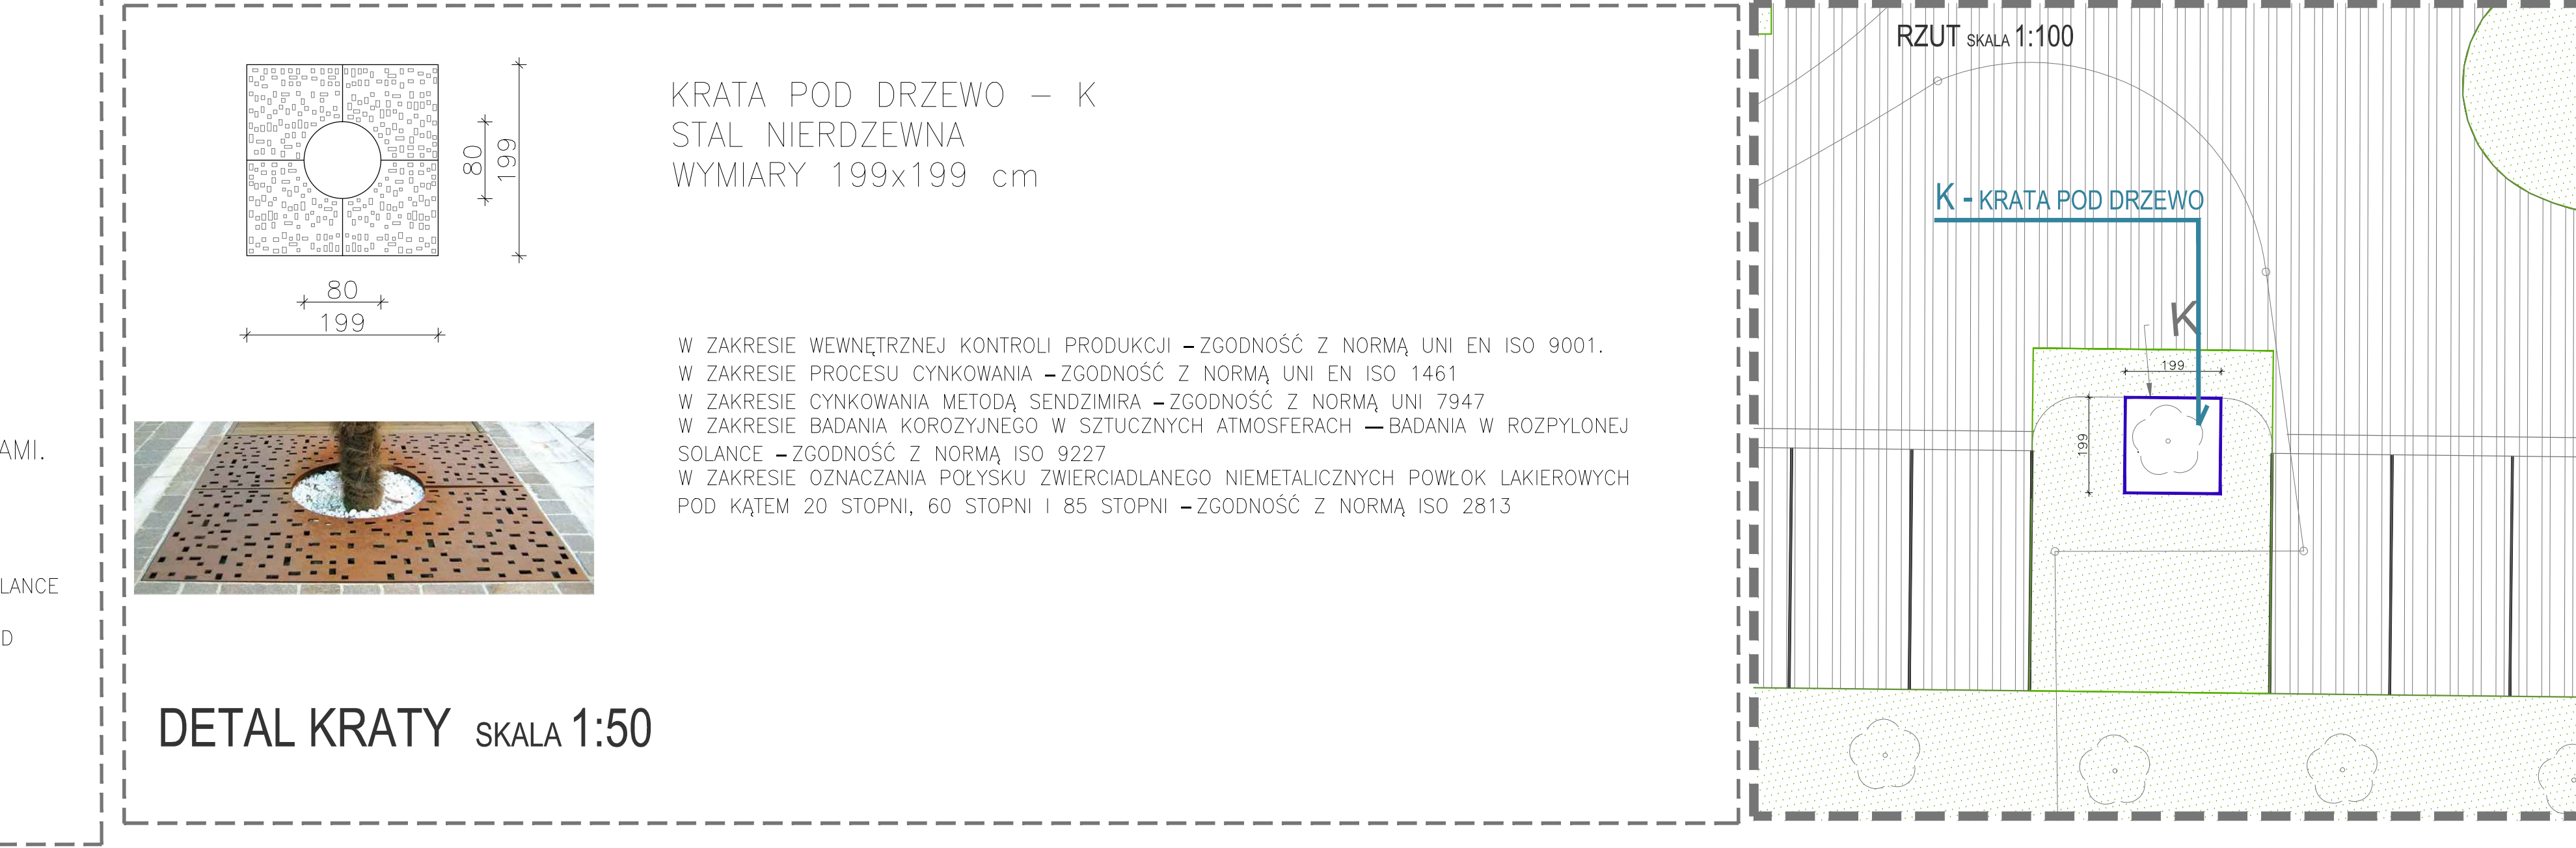 AMI.
LANCE
D
80
199
80
199
KRATA POD DRZEWO – K
STAL NIERDZEWNA
WYMIARY 199x199 cm
W ZAKRESIE WEWNĘTRZNEJ KONTROLI PRODUKCJI – ZGODNOŚĆ Z NORMĄ UNI EN ISO 9001.
W ZAKRESIE PROCESU CYNKOWANIA – ZGODNOŚĆ Z NORMĄ UNI EN ISO 1461
W ZAKRESIE CYNKOWANIA METODĄ SENDZIMIRA – ZGODNOŚĆ Z NORMĄ UNI 7947
W ZAKRESIE BADANIA KOROZYJNEGO W SZTUCZNYCH ATMOSFERACH — BADANIA W ROZPYLONEJ
SOLANCE – ZGODNOŚĆ Z NORMĄ ISO 9227
W ZAKRESIE OZNACZANIA POŁYSKU ZWIERCIADLANEGO NIEMETALICZNYCH POWŁOK LAKIEROWYCH
POD KĄTEM 20 STOPNI, 60 STOPNI I 85 STOPNI – ZGODNOŚĆ Z NORMĄ ISO 2813
DETAL KRATY SKALA 1:50
RZUT SKALA 1:100
K - KRATA POD DRZEWO
K
199
199